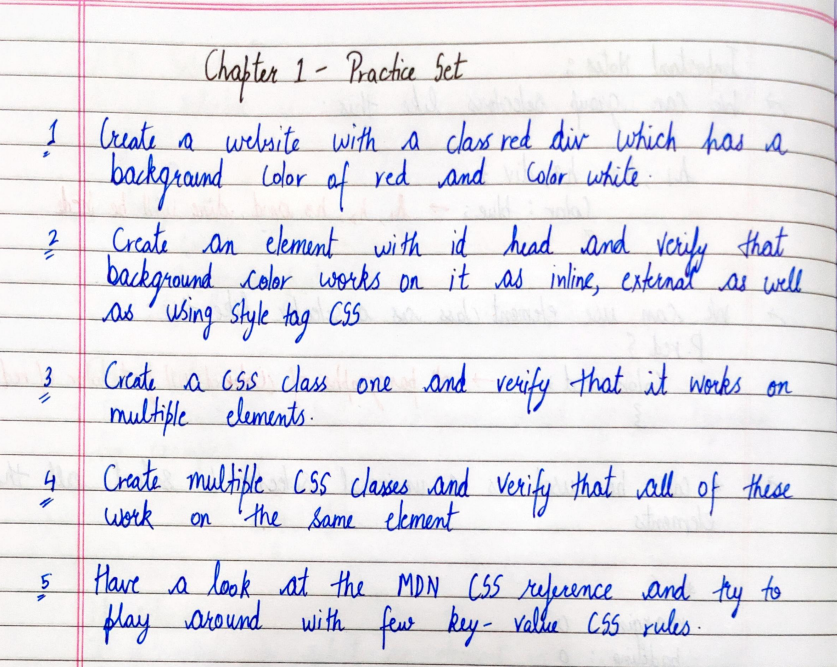 Chapter 1 - Practice Set
1 Create a website with a class red div which has a
background color of red and color white.
2 Create an element with id head and verify that
background color works on it as inline, external as well
as using style tag CSS
3 Create a CSS class one and verify that it works on
multiple elements.
4 Create multiple CSS classes and verify that all of these
work on the same element
5 Have a look at the MDN CSS reference and try to
play around with few key-value CSS rules.